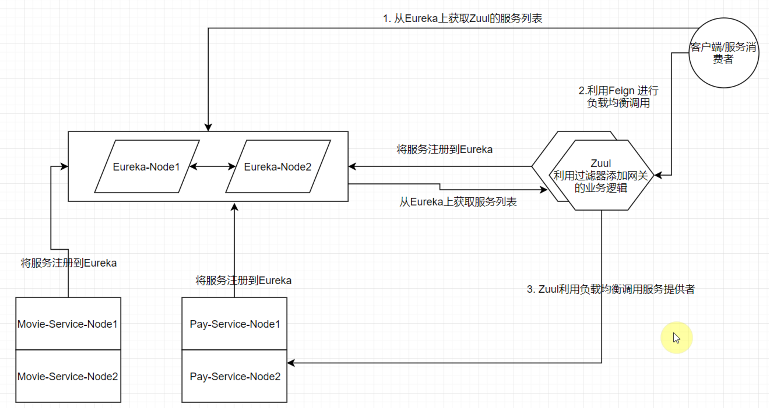 1. 从Eureka上获取Zuul的服务列表
客户端/服务消
费者
2.利用Feign 进行
负载均衡调用
Eureka-Node1
Eureka-Node2
将服务注册到Eureka
Zuul
利用过滤器添加网关
的业务逻辑
从Eureka上获取服务列表
将服务注册到Eureka
将服务注册到Eureka
3. Zuul利用负载均衡调用服务提供者
Movie-Service-Node1
Pay-Service-Node1
Movie-Service-Node2
Pay-Service-Node2